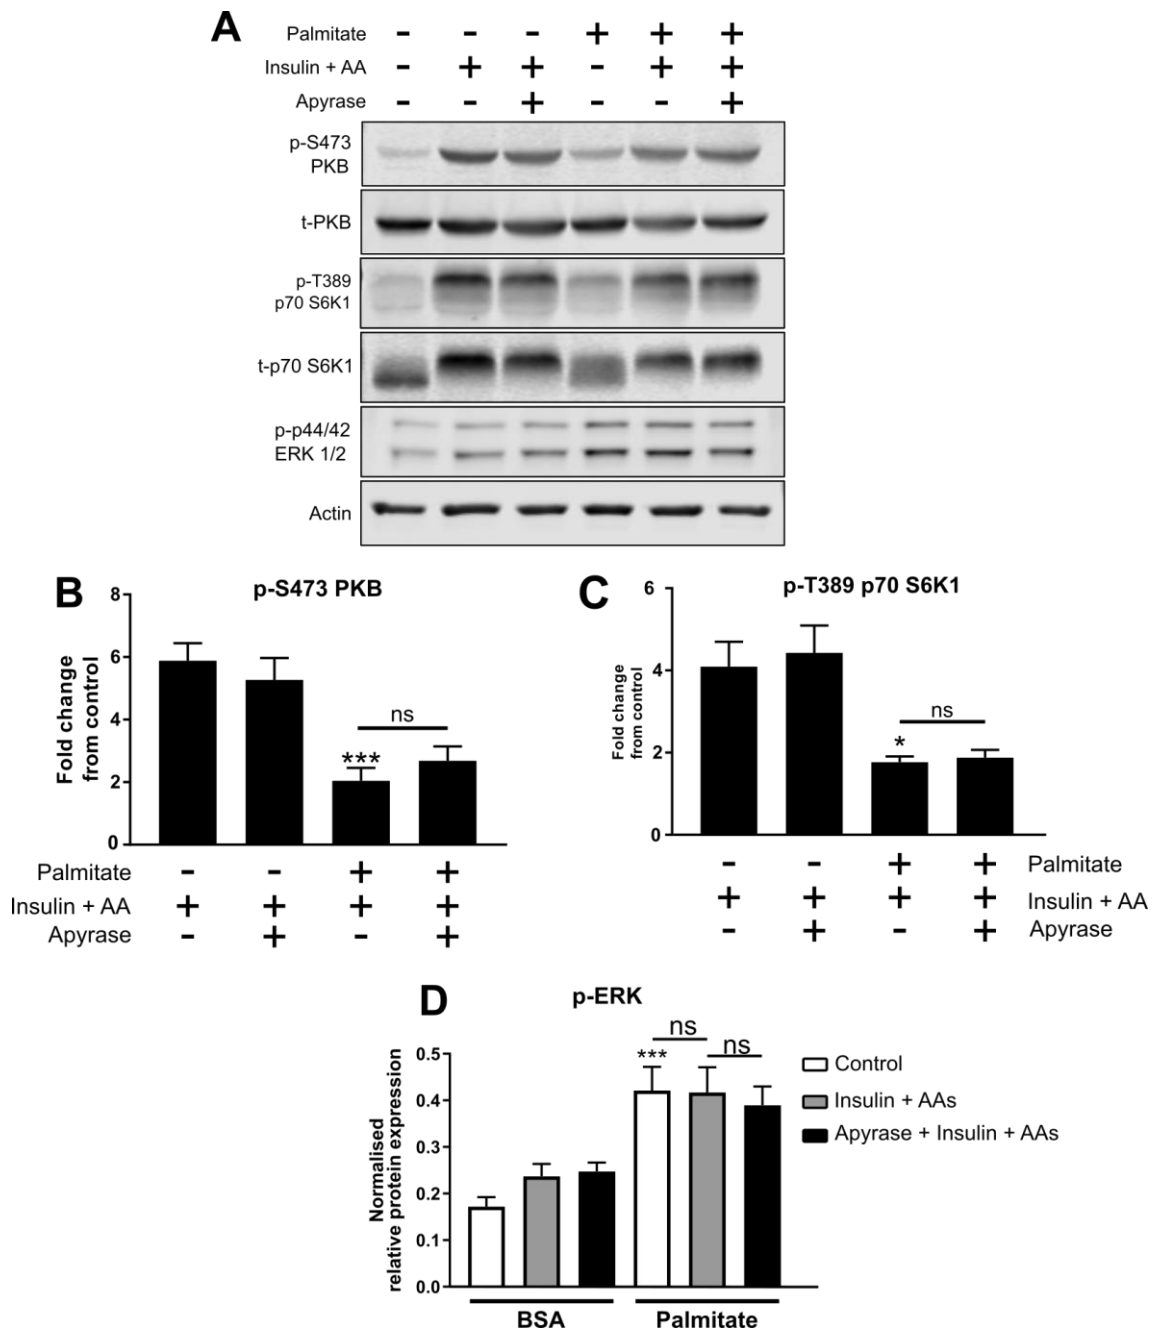 A
Palmitate - - - + + +
Insulin + AA - + + - + +
Apyrase - - + - - +
p-S473
PKB
t-PKB
p-T389
p70 S6K1
t-p70 S6K1
p-p44/42
ERK 1/2
Actin
B
p-S473 PKB
Fold change
from control
8
6
4
2
0
ns
***
Palmitate - - + +
Insulin + AA + + + +
Apyrase - + - +
C
p-T389 p70 S6K1
Fold change
from control
6
4
2
0
ns
*
- - + + Palmitate
+ + + + Insulin + AA
- + - + Apyrase
D
p-ERK
Normalised
relative protein expression
0.5
0.4
0.3
0.2
0.1
0.0
ns
ns
***
Control
Insulin + AAs
Apyrase + Insulin + AAs
BSA
Palmitate